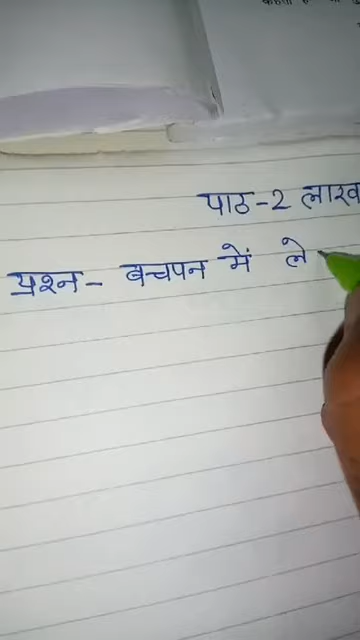 पाठ-2 लाख
प्रश्न- बचपन में ले